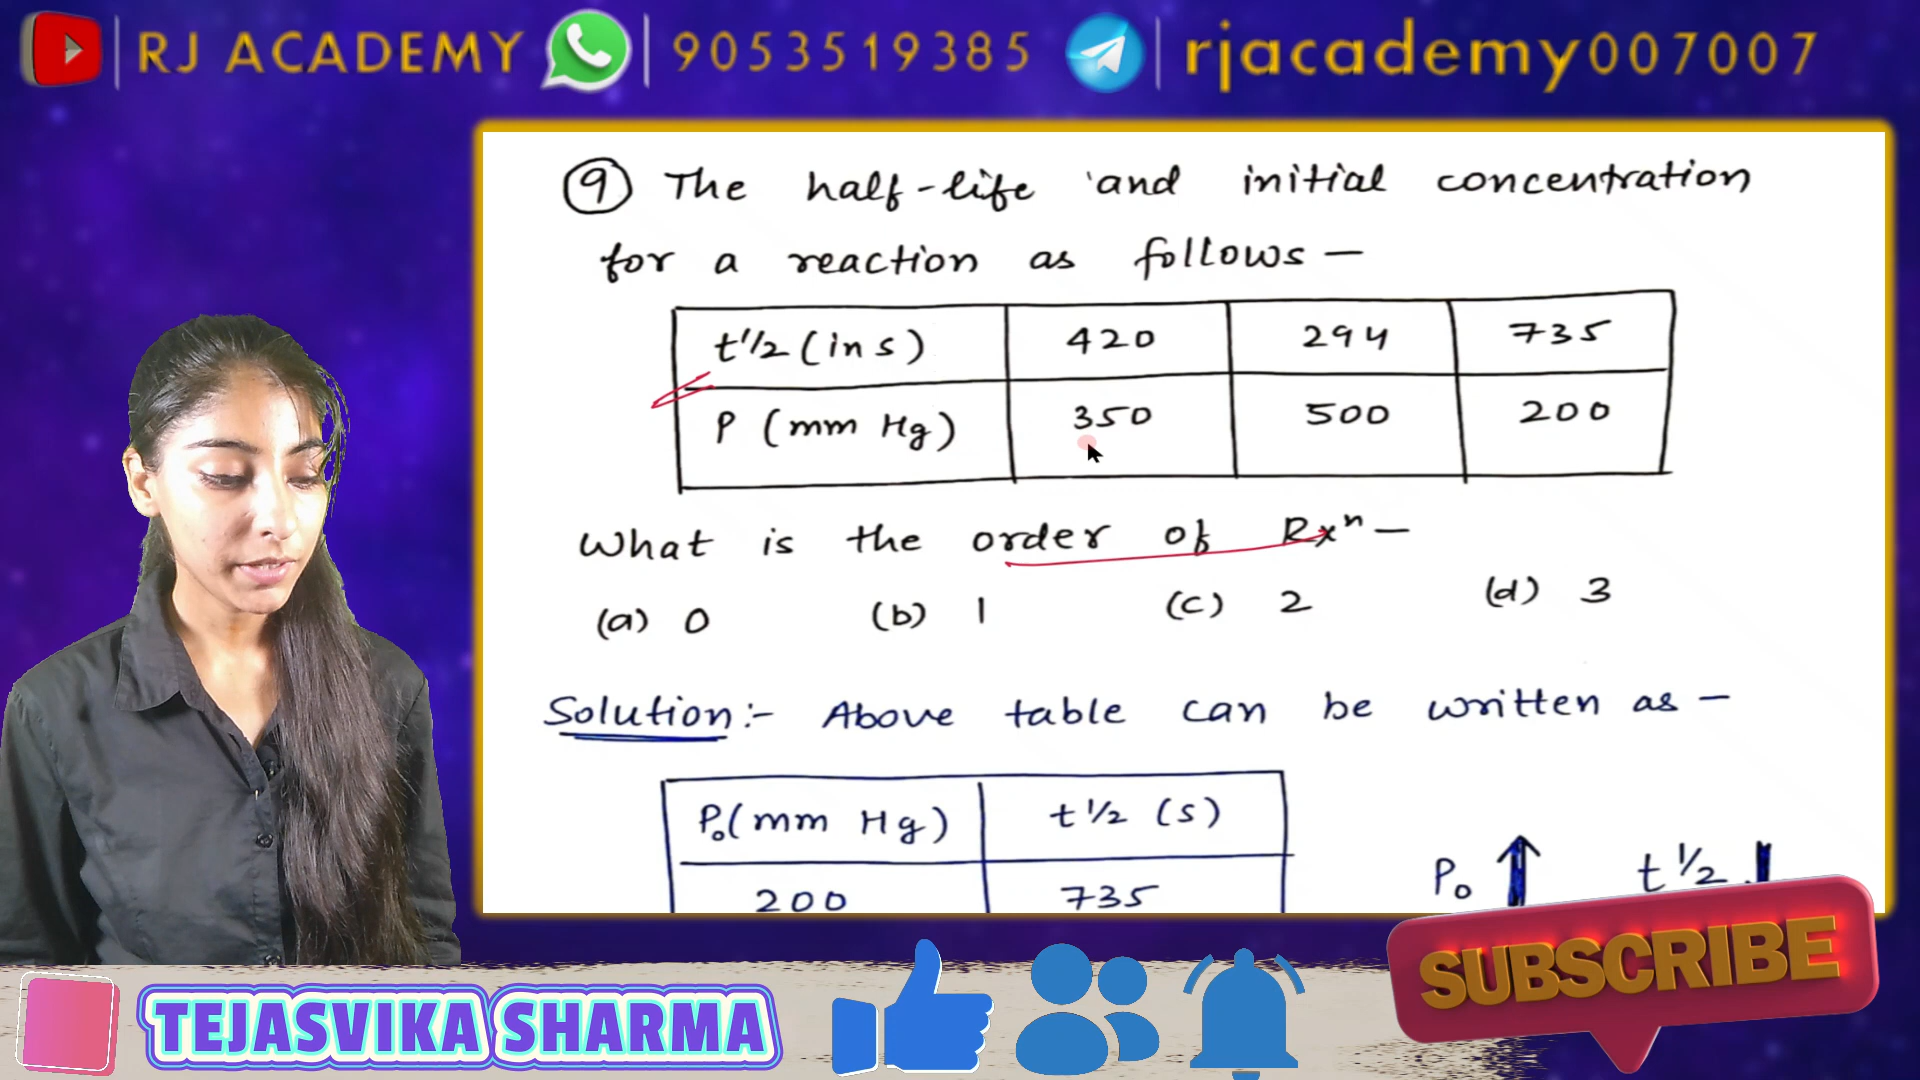 RJ ACADEMY 9053519385 rjacademy007007
9 The half-life and initial concentration
for a reaction as follows —
t1/2 (in s) 420 294 735
P (mm Hg) 350 500 200
What is the order of Rxⁿ —
(a) 0 (b) 1 (c) 2 (d) 3
Solution :- Above table can be written as —
P₀(mm Hg) t 1/2 (s)
200 735
P₀ ↑ t 1/2
SUBSCRIBE
TEJASVIKA SHARMA